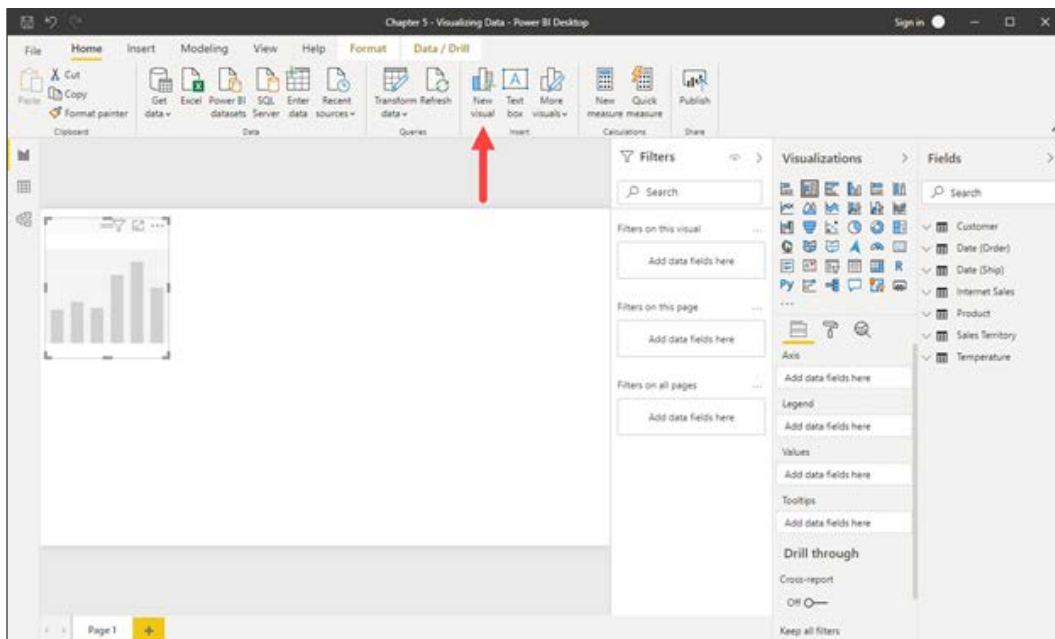 Chapter 5 - Visualizing Data - Power BI Desktop
Sign in
File Home Insert Modeling View Help Format Data / Drill
Paste
Cut
Copy
Format painter
Clipboard
Get data
Excel
Power BI datasets
SQL Server
Enter data
Recent sources
Data
Transform data
Refresh
Queries
New visual
A
Text box
More visuals
Insert
New measure
Quick measure
Calculations
Publish
Share
Filters
Search
Filters on this visual
Add data fields here
Filters on this page
Add data fields here
Filters on all pages
Add data fields here
Visualizations
R
Py
Axis
Add data fields here
Legend
Add data fields here
Values
Add data fields here
Tooltips
Add data fields here
Drill through
Cross-report
Off
Keep all filters
Fields
Search
Customer
Date (Order)
Date (Ship)
Internet Sales
Product
Sales Territory
Temperature
Page 1